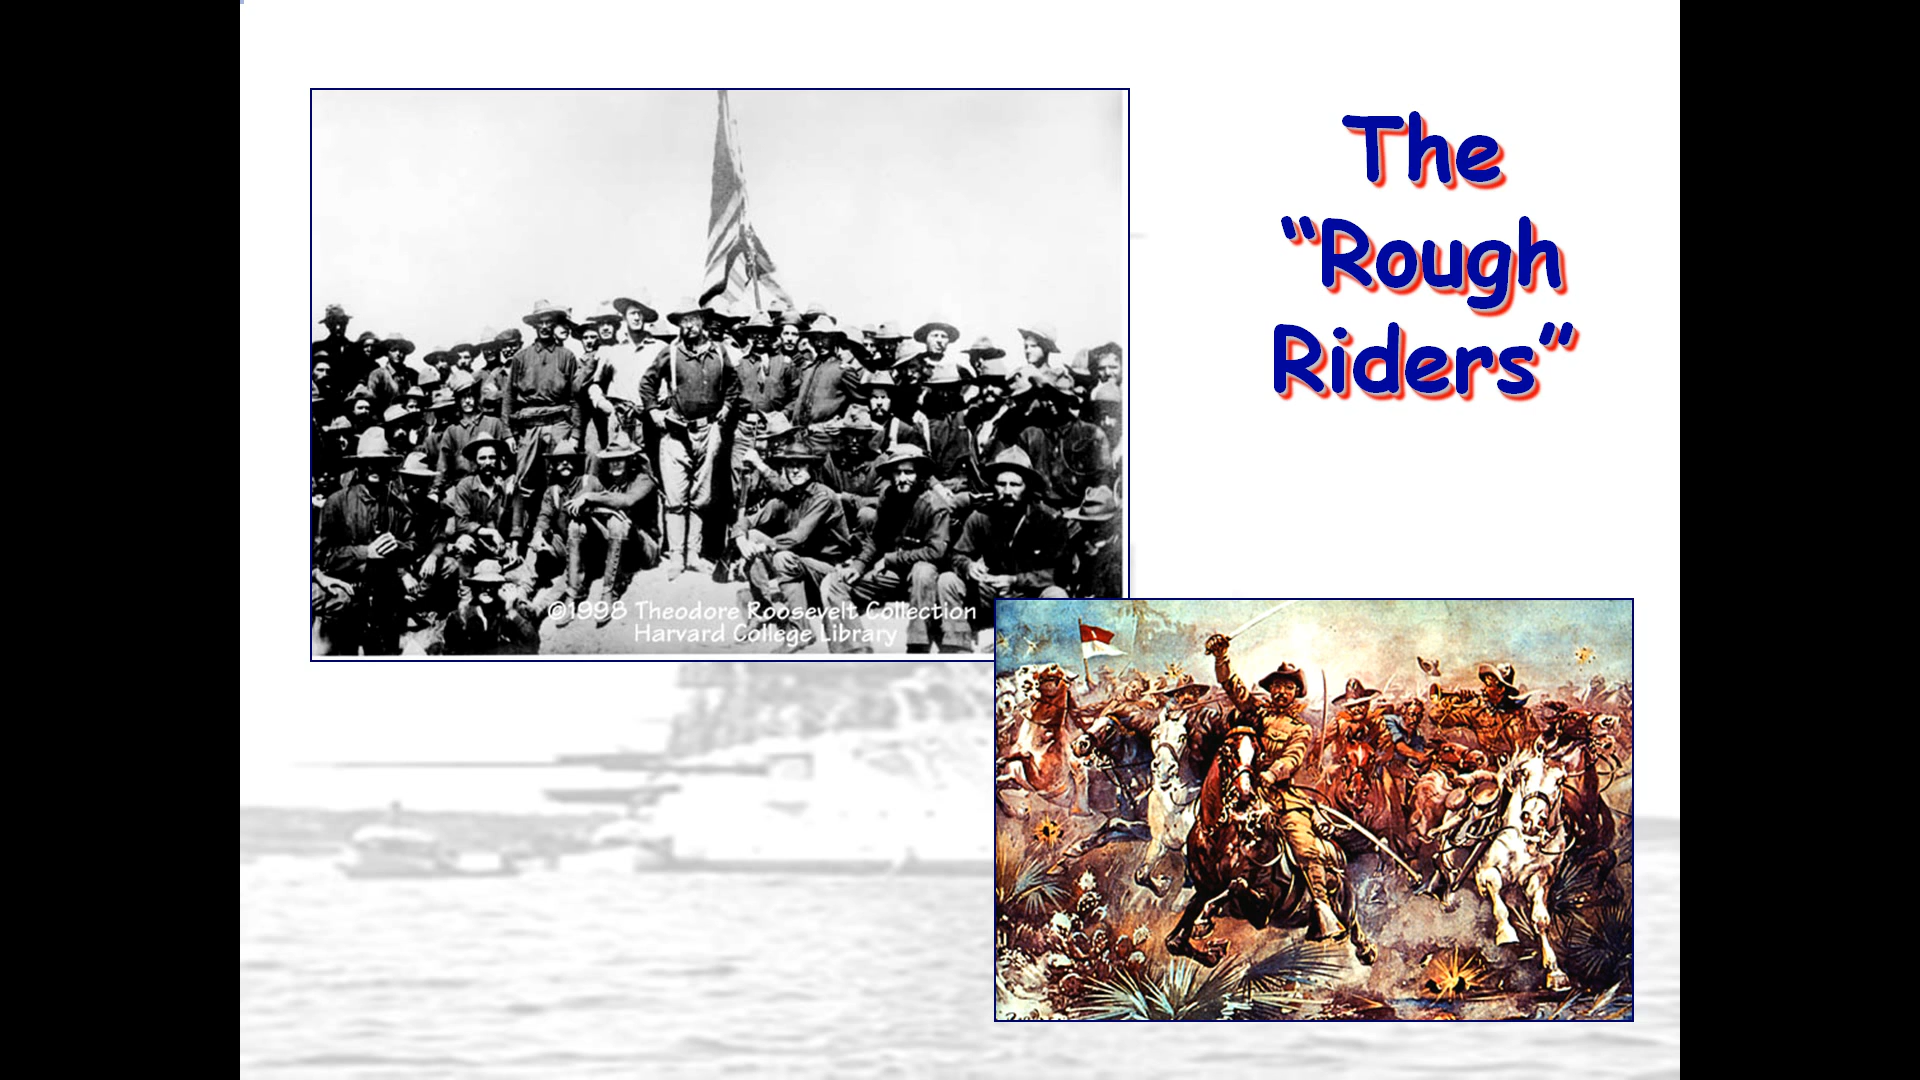 The
“Rough
Riders”
©1998 Theodore Roosevelt Collection
Harvard College Library